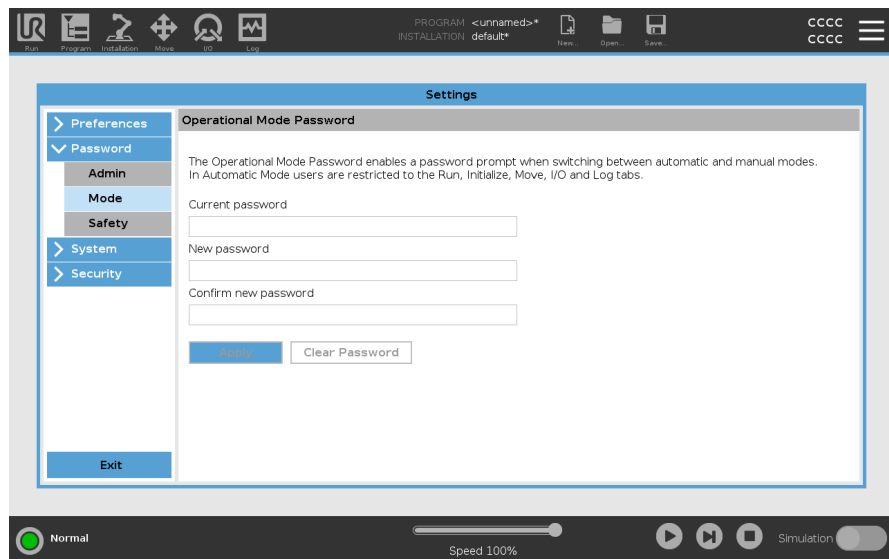 PROGRAM <unnamed>*
INSTALLATION default*
UR
Run
Program
Installation
Move
I/O
Log
New...
Open...
Save...
cccc
cccc
Settings
Preferences
Password
Admin
Mode
Safety
System
Security
Exit
Operational Mode Password
The Operational Mode Password enables a password prompt when switching between automatic and manual modes.
In Automatic Mode users are restricted to the Run, Initialize, Move, I/O and Log tabs.
Current password
New password
Confirm new password
Apply
Clear Password
Normal
Speed 100%
Simulation